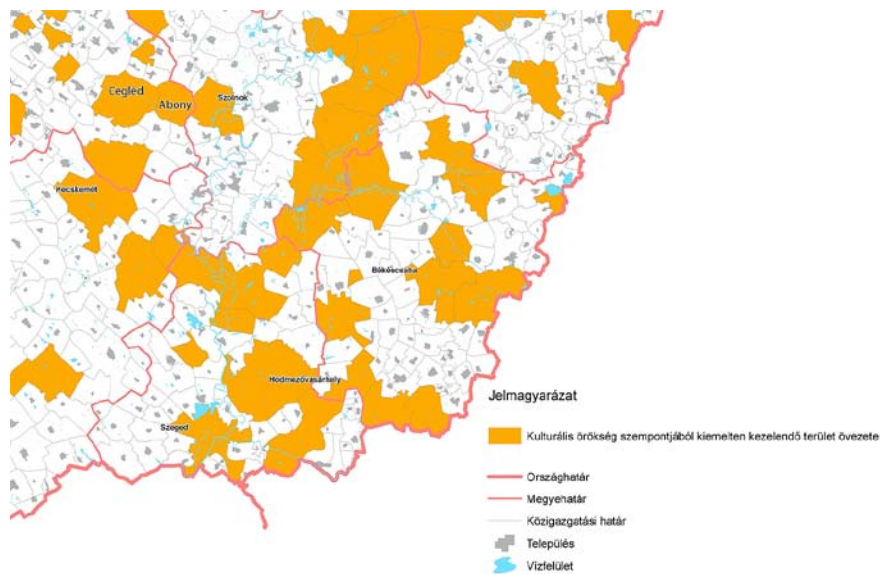 Cegléd
Abony
Szolnok
Kecskemét
Békéscsaba
Hódmezővásárhely
Szeged
Jelmagyarázat
Kulturális örökség szempontjából kiemelten kezelendő terület övezete
Országhatár
Megyehatár
Közigazgatási határ
Település
Vízfelület